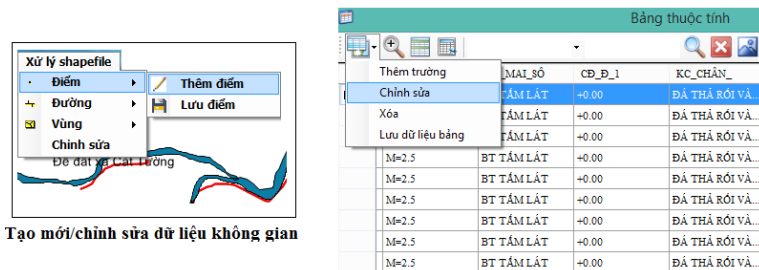 Xử lý shapefile
Điểm
Thêm điểm
Đường
Lưu điểm
Vùng
Chỉnh sửa
Đê đất xã Cát Tường
Tạo mới/chỉnh sửa dữ liệu không gian
Bảng thuộc tính
Thêm trường
Chỉnh sửa
Xóa
Lưu dữ liệu bảng
_MAI_SÔ CĐ_Đ_1 KC_CHÂN_
TẤM LÁT +0.00 ĐÁ THẢ RỐI VÀ...
TẤM LÁT +0.00 ĐÁ THẢ RỐI VÀ...
TẤM LÁT +0.00 ĐÁ THẢ RỐI VÀ...
M=2.5 BT TẤM LÁT +0.00 ĐÁ THẢ RỐI VÀ...
M=2.5 BT TẤM LÁT +0.00 ĐÁ THẢ RỐI VÀ...
M=2.5 BT TẤM LÁT +0.00 ĐÁ THẢ RỐI VÀ...
M=2.5 BT TẤM LÁT +0.00 ĐÁ THẢ RỐI VÀ...
M=2.5 BT TẤM LÁT +0.00 ĐÁ THẢ RỐI VÀ...